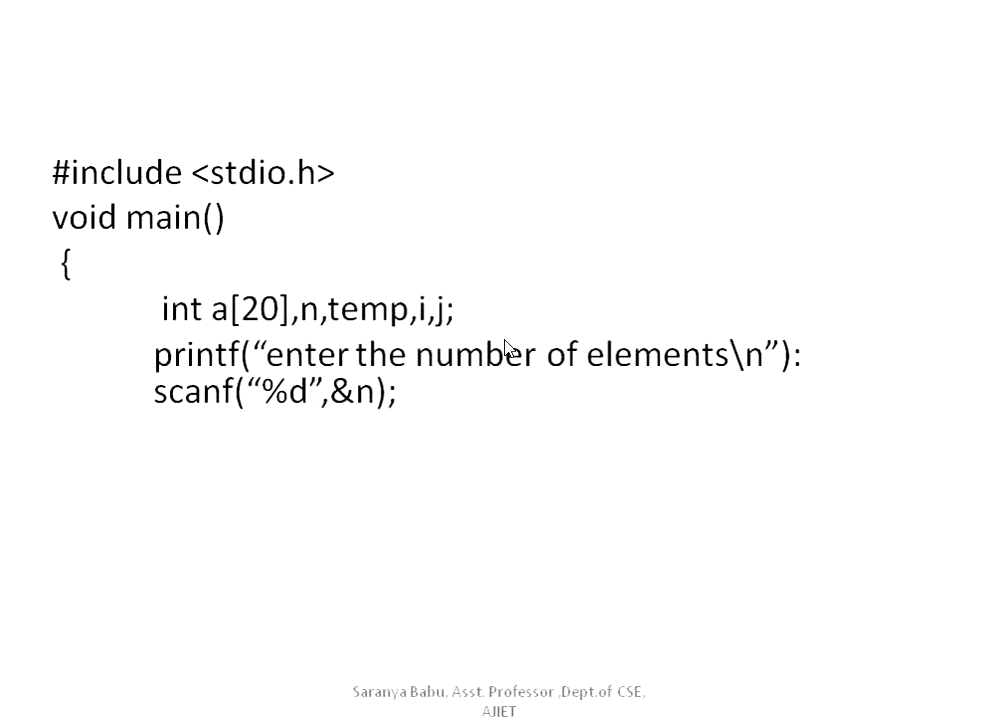 #include <stdio.h>
void main()
{
int a[20],n,temp,i,j;
printf(“enter the number of elements\n”):
scanf(“%d”,&n);
Saranya Babu, Asst. Professor ,Dept.of CSE,
AJIET